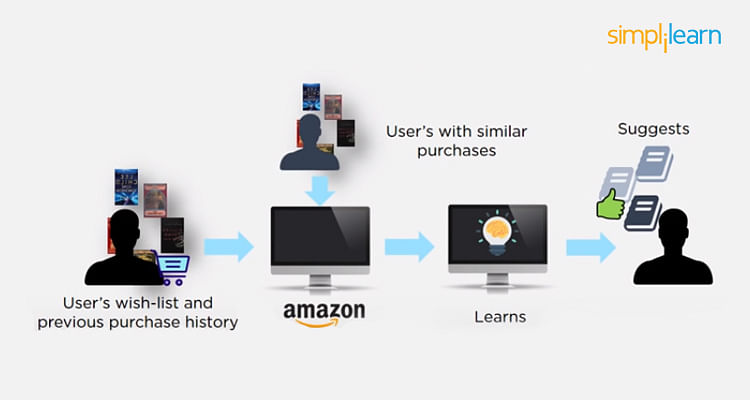 simplilearn
User's with similar
purchases
Suggests
User's wish-list and
previous purchase history
amazon
Learns